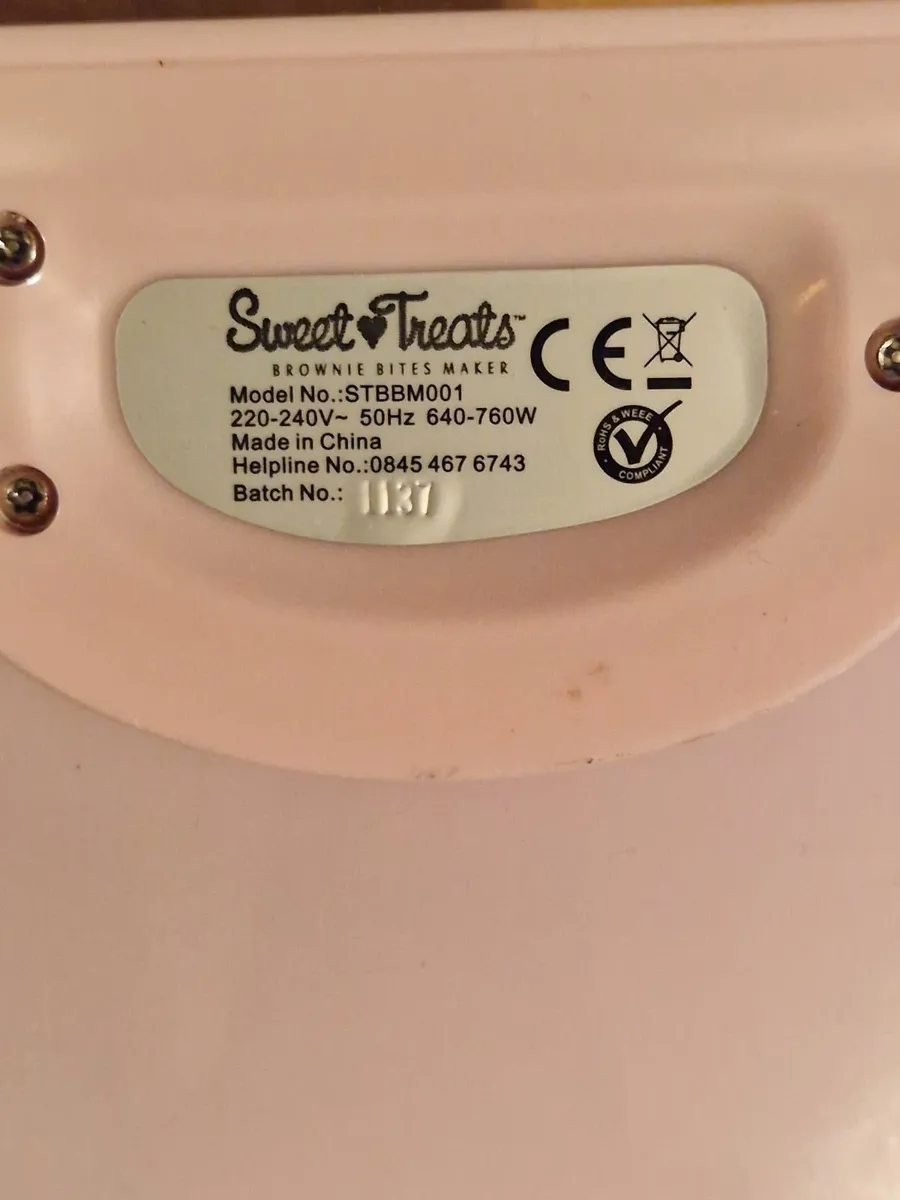 Sweet Treats™
BROWNIE BITES MAKER
Model No.:STBBM001
220-240V~ 50Hz 640-760W
Made in China
Helpline No.:0845 467 6743
Batch No.: 1137
CE
RoHS & WEEE
COMPLIANT